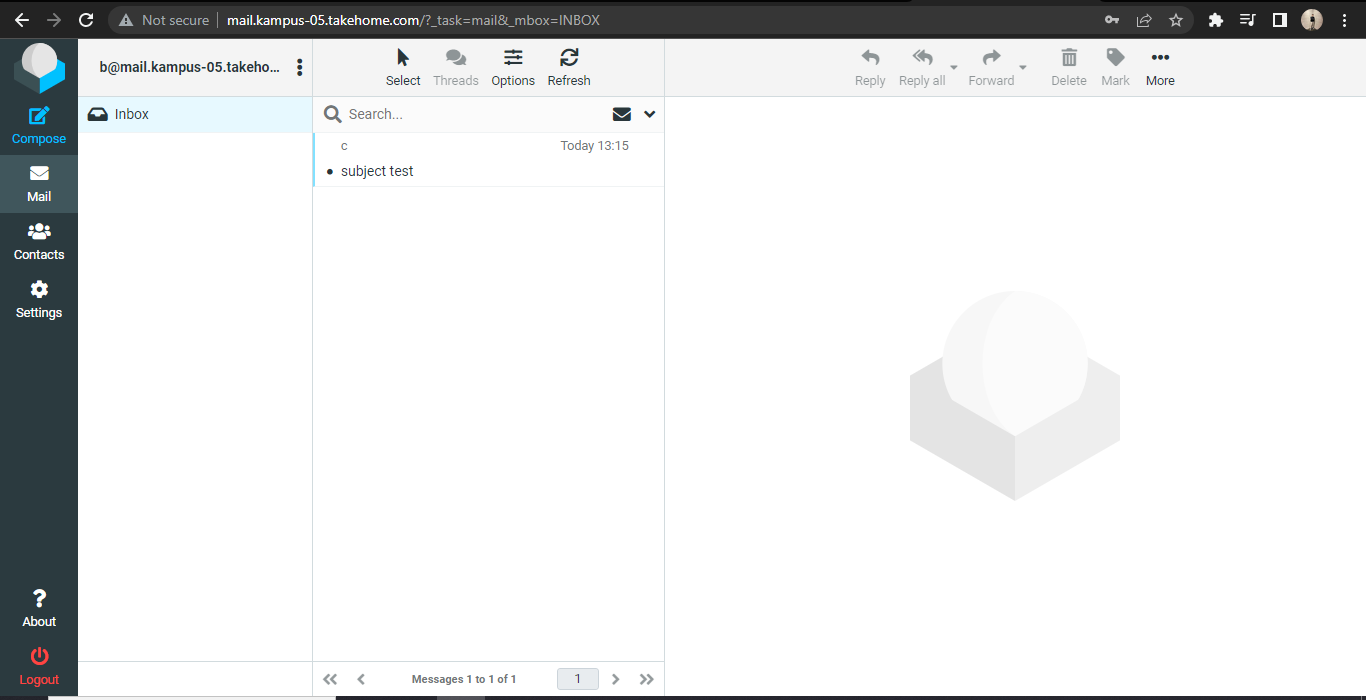 Not secure
mail.kampus-05.takehome.com/?_task=mail&_mbox=INBOX
b@mail.kampus-05.takeho...
Select
Threads
Options
Refresh
Reply
Reply all
Forward
Delete
Mark
More
Compose
Mail
Contacts
Settings
About
Logout
Inbox
Search...
c
Today 13:15
subject test
Messages 1 to 1 of 1
1